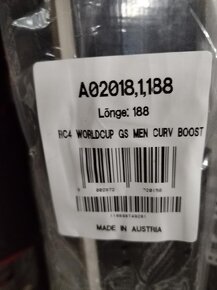 A02018,1,188
Länge: 188
RC4 WORLDCUP GS MEN CURV BOOST
MADE IN AUSTRIA